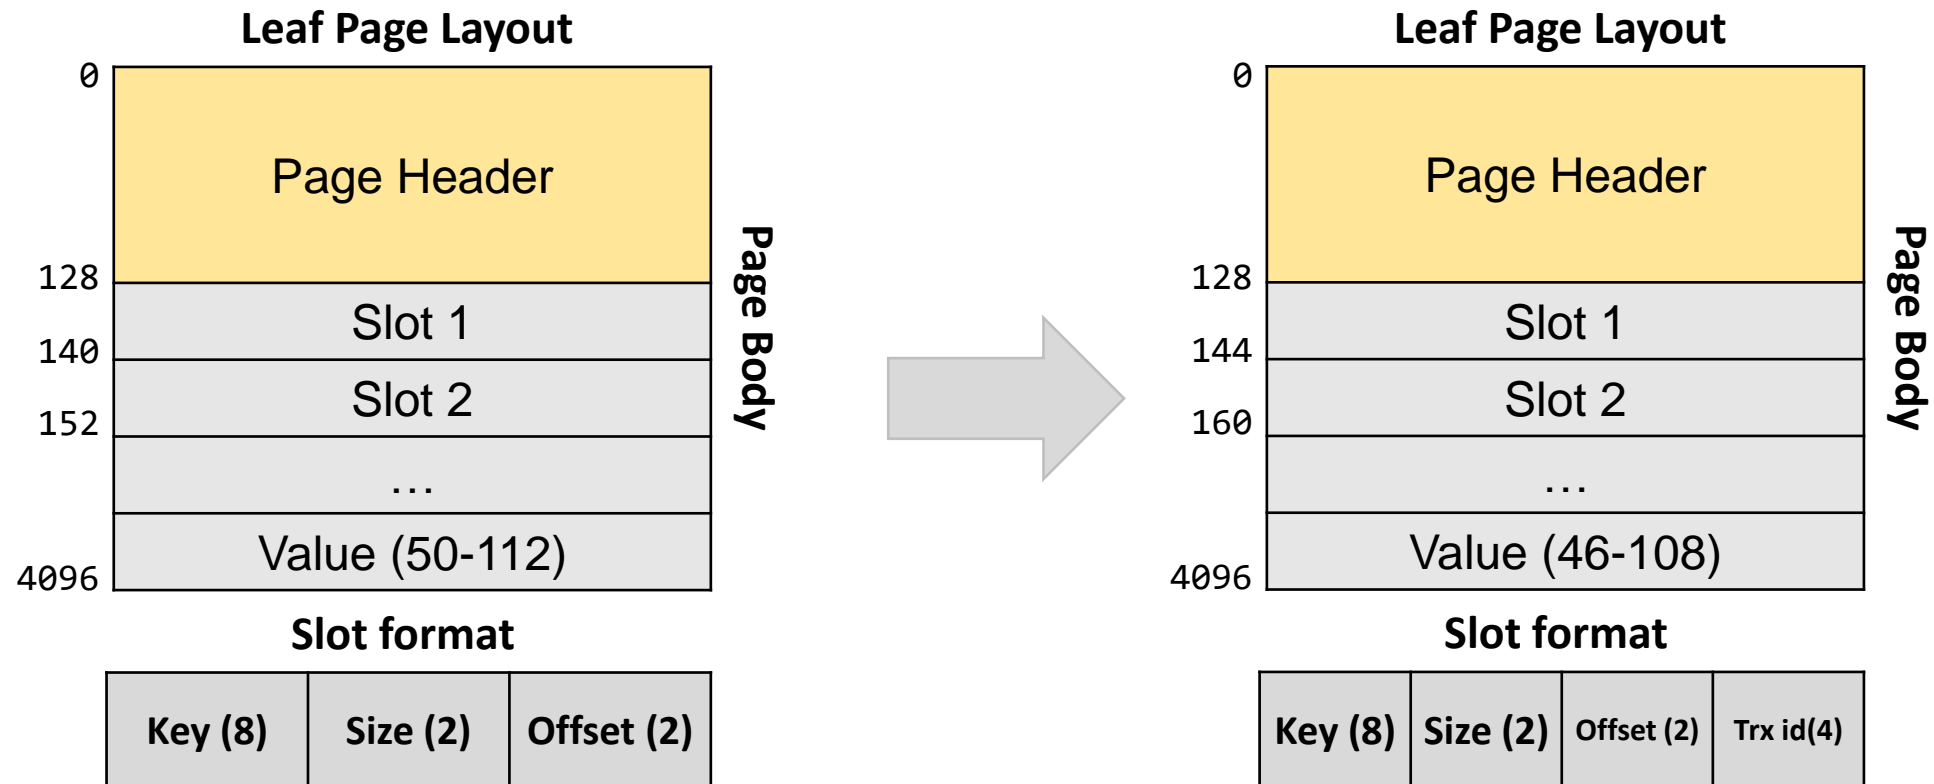 Leaf Page Layout
0
Page Header
128
Slot 1
140
Slot 2
152
...
Value (50-112)
4096
Page Body
Slot format
Key (8) Size (2) Offset (2)
Leaf Page Layout
0
Page Header
128
Slot 1
144
Slot 2
160
...
Value (46-108)
4096
Page Body
Slot format
Key (8) Size (2) Offset (2) Trx id(4)